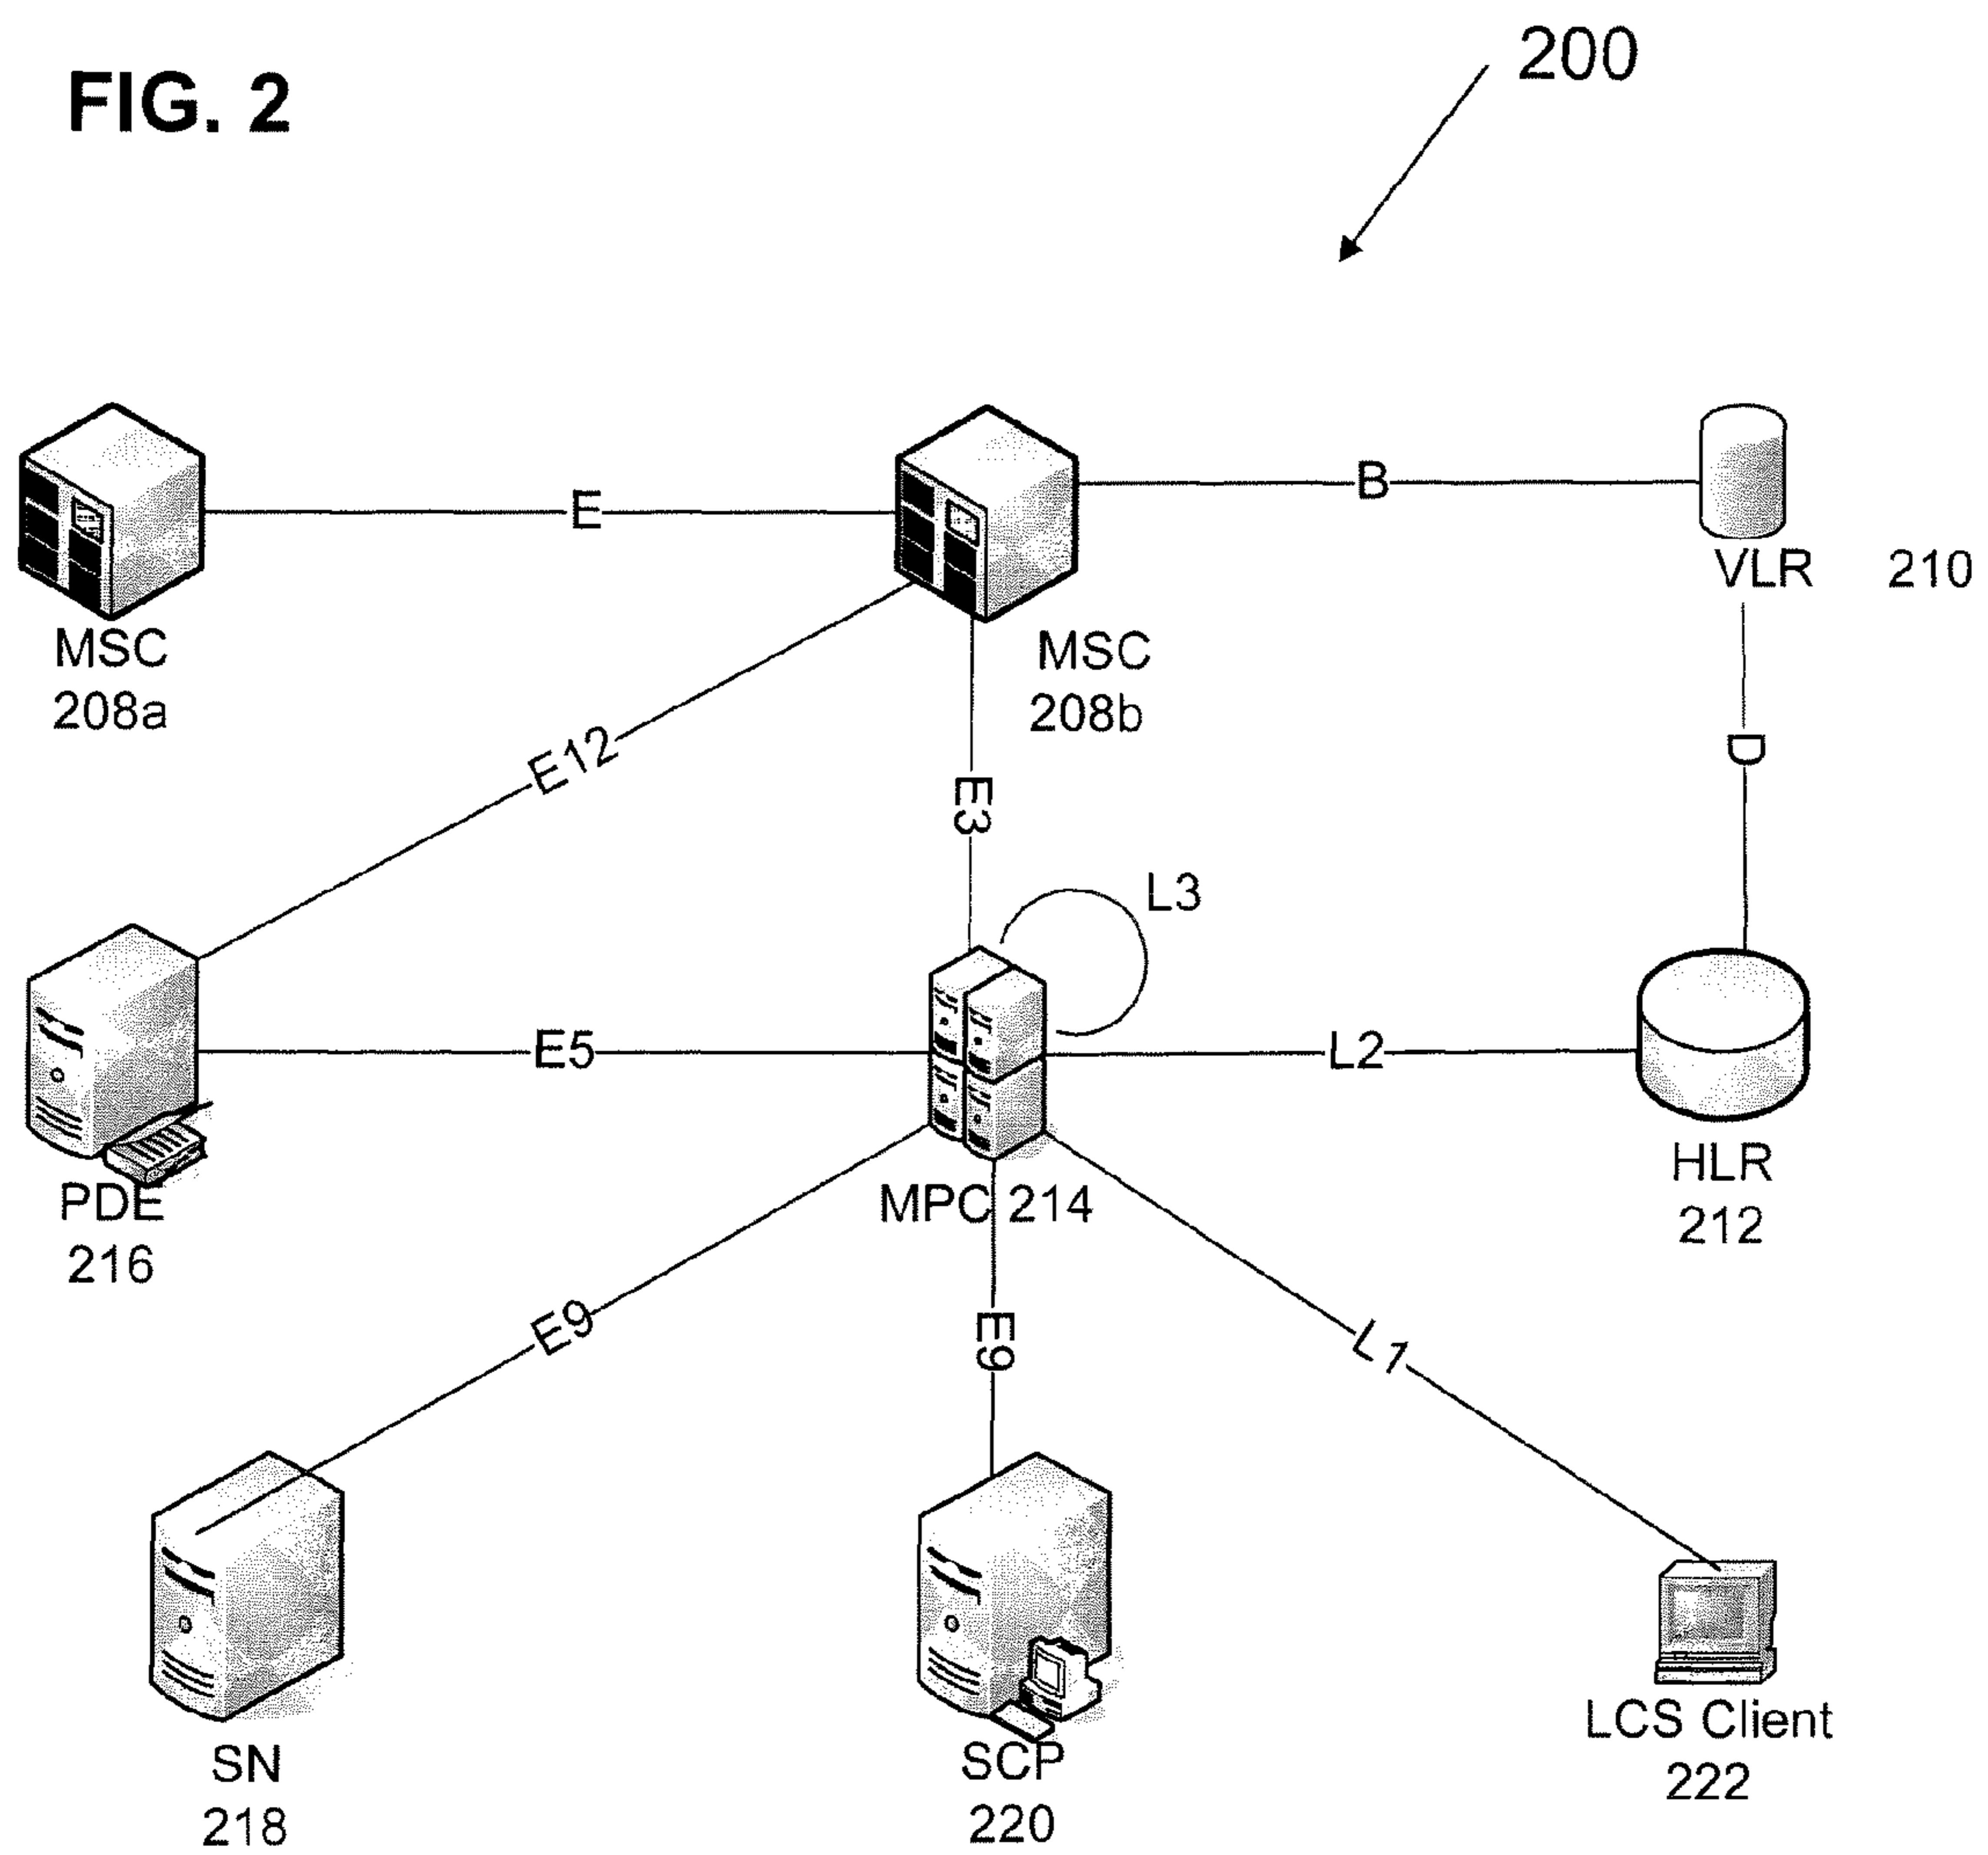 FIG. 2
200
E
B
VLR 210
MSC
208a
MSC
208b
E12
E3
D
L3
E5
L2
PDE
216
MPC 214
HLR
212
E9
E9
L1
SN
218
SCP
220
LCS Client
222